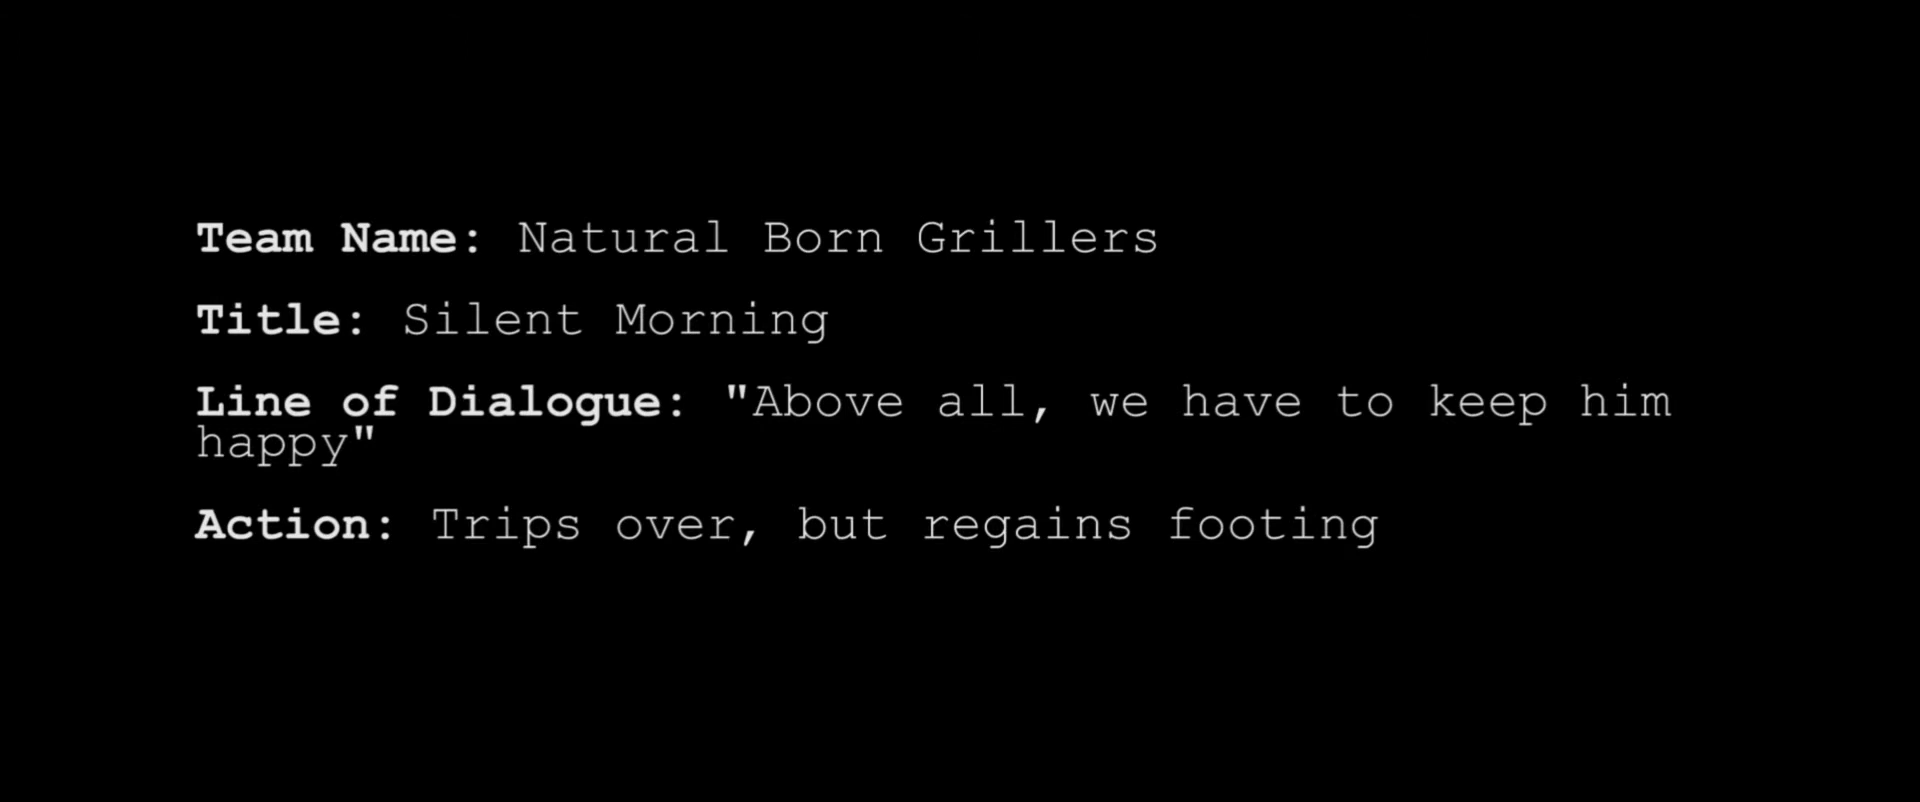 Team Name: Natural Born Grillers
Title: Silent Morning
Line of Dialogue: "Above all, we have to keep him
happy"
Action: Trips over, but regains footing